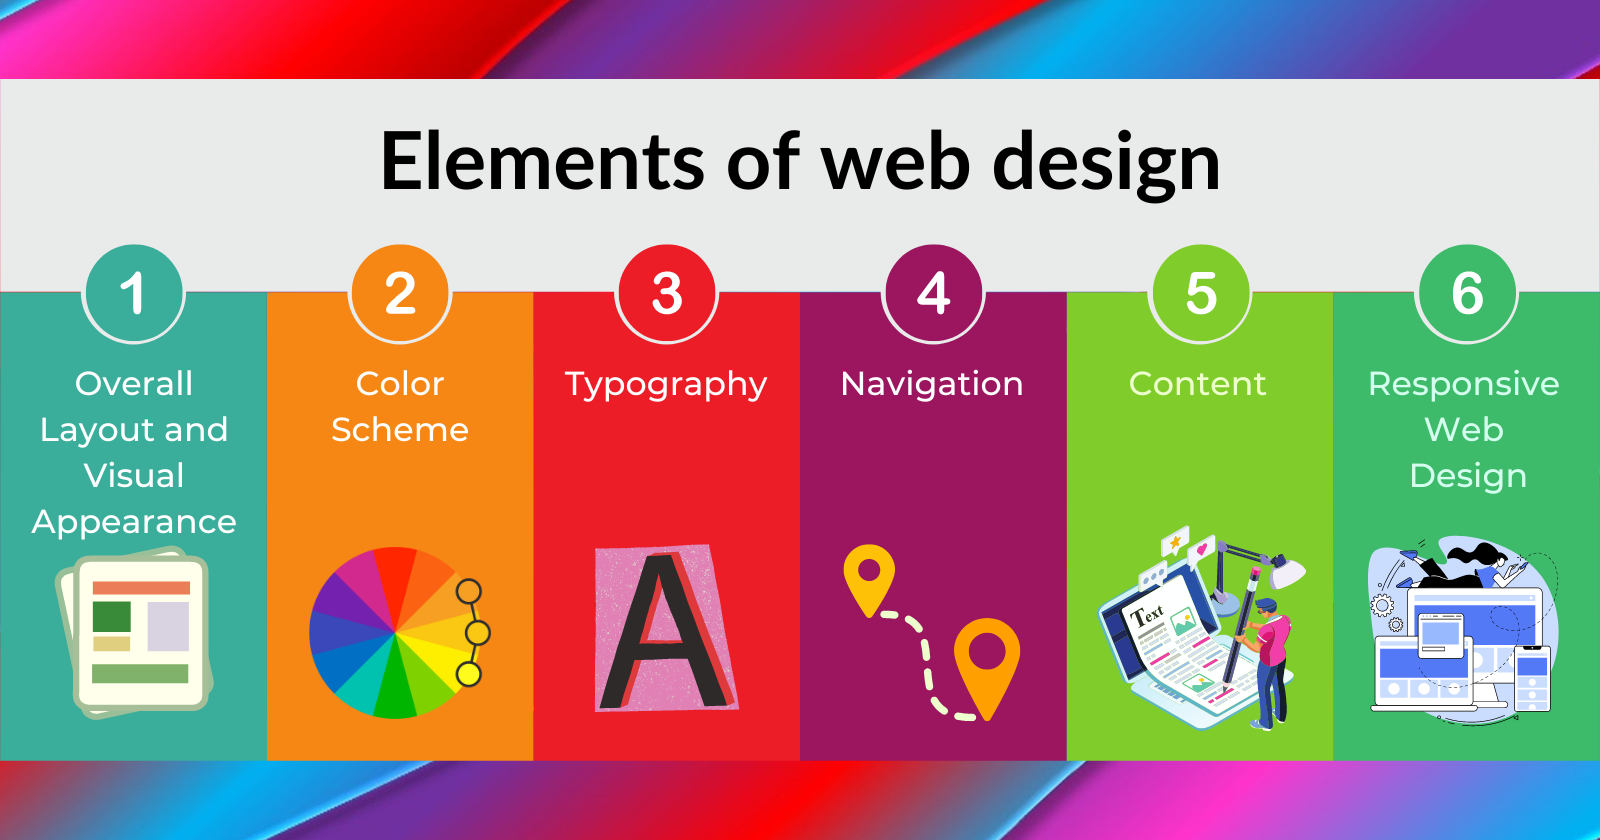 Elements of web design
1
Overall
Layout and
Visual
Appearance
2
Color
Scheme
3
Typography
A
4
Navigation
5
Content
Text
6
Responsive
Web
Design